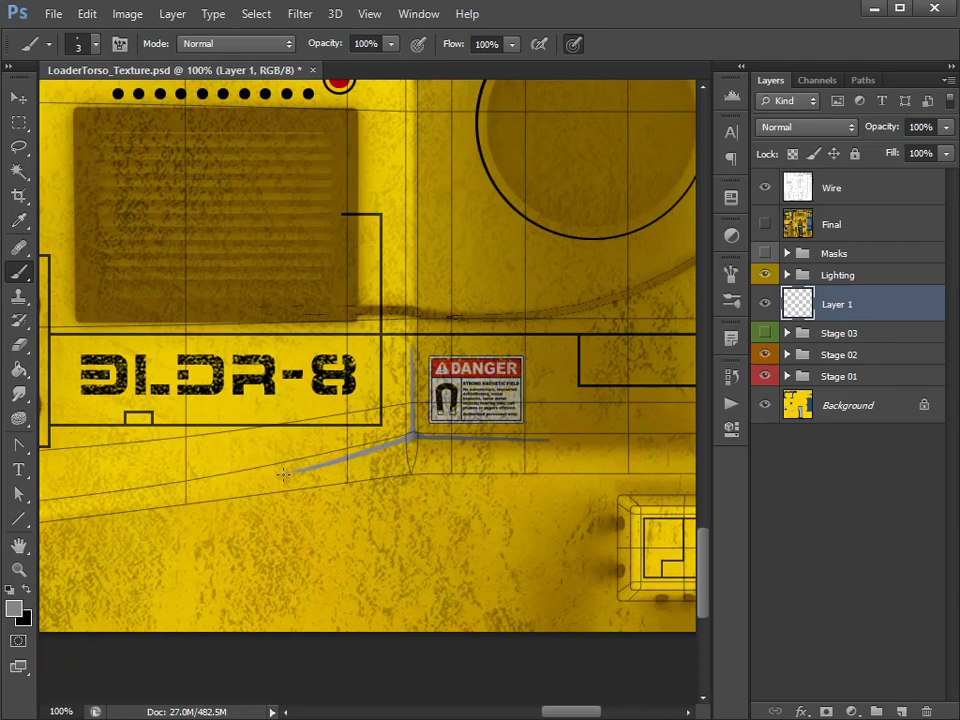 Ps File Edit Image Layer Type Select Filter 3D View Window Help
3 Mode: Normal Opacity: 100% Flow: 100%
LoaderTorso_Texture.psd @ 100% (Layer 1, RGB/8) * ×
Layers Channels Paths
Kind
Normal Opacity: 100%
Lock: Fill: 100%
Wire
Final
Masks
Lighting
Layer 1
Stage 03
Stage 02
Stage 01
Background
DLDR-8
DANGER
STRONG MAGNETIC FIELD
100% Doc: 27.0M/482.5M